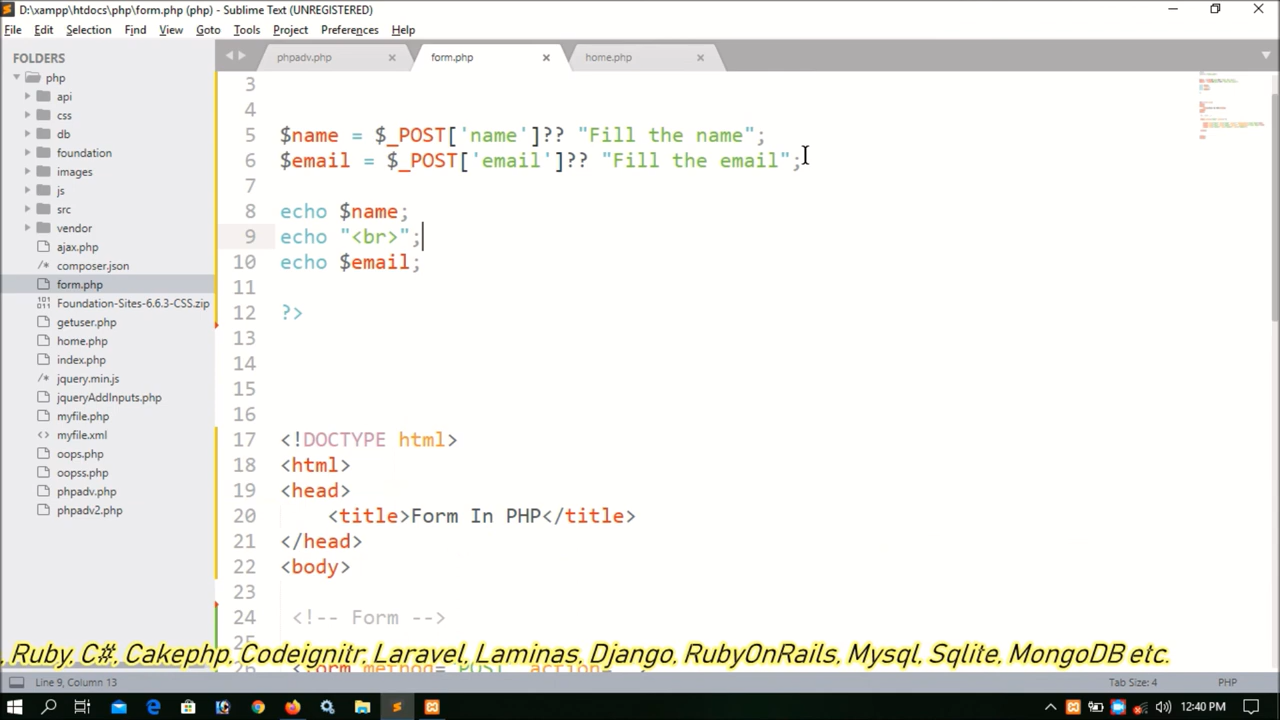 D:\xampp\htdocs\php\form.php (php) - Sublime Text (UNREGISTERED)
File Edit Selection Find View Goto Tools Project Preferences Help
FOLDERS
php
api
css
db
foundation
images
js
src
vendor
ajax.php
/* composer.json
form.php
Foundation-Sites-6.6.3-CSS.zip
getuser.php
home.php
index.php
/* jquery.min.js
jqueryAddInputs.php
myfile.php
myfile.xml
oops.php
oopss.php
phpadv.php
phpadv2.php
phpadv.php form.php home.php
3
4
5 $name = $_POST['name']?? "Fill the name";
6 $email = $_POST['email']?? "Fill the email";
7
8 echo $name;
9 echo "<br>";
10 echo $email;
11
12 ?>
13
14
15
16
17 <!DOCTYPE html>
18 <html>
19 <head>
20 <title>Form In PHP</title>
21 </head>
22 <body>
23
24 <!-- Form -->
25
, Ruby, C#, Cakephp, Codeignitr, Laravel, Laminas, Django, RubyOnRails, Mysql, Sqlite, MongoDB etc.
Line 9, Column 13 Tab Size: 4 PHP
12:40 PM